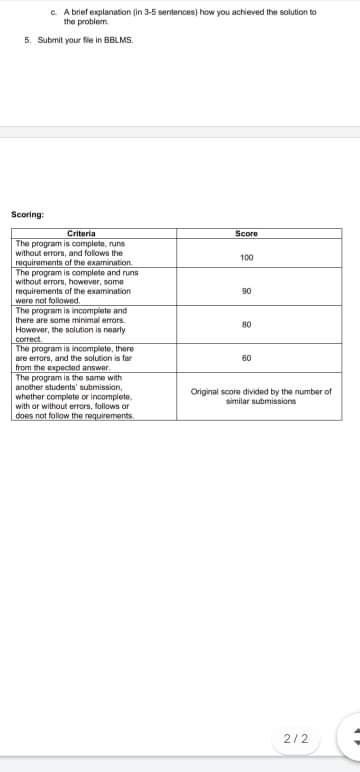 c. A brief explanation (in 3-5 sentences) how you achieved the solution to
the problem.
5. Submit your file in BBLMS.
Scoring:
Criteria
Score
The program is complete, runs
without errors, and follows the
requirements of the examination.
100
The program is complete and runs
without errors, however, some
requirements of the examination
were not followed.
90
The program is incomplete and
there are some minimal errors.
However, the solution is nearly
correct.
80
The program is incomplete, there
are errors, and the solution is far
from the expected answer.
60
The program is the same with
another students' submission,
whether complete or incomplete,
with or without errors, follows or
does not follow the requirements.
Original score divided by the number of
similar submissions
2 / 2